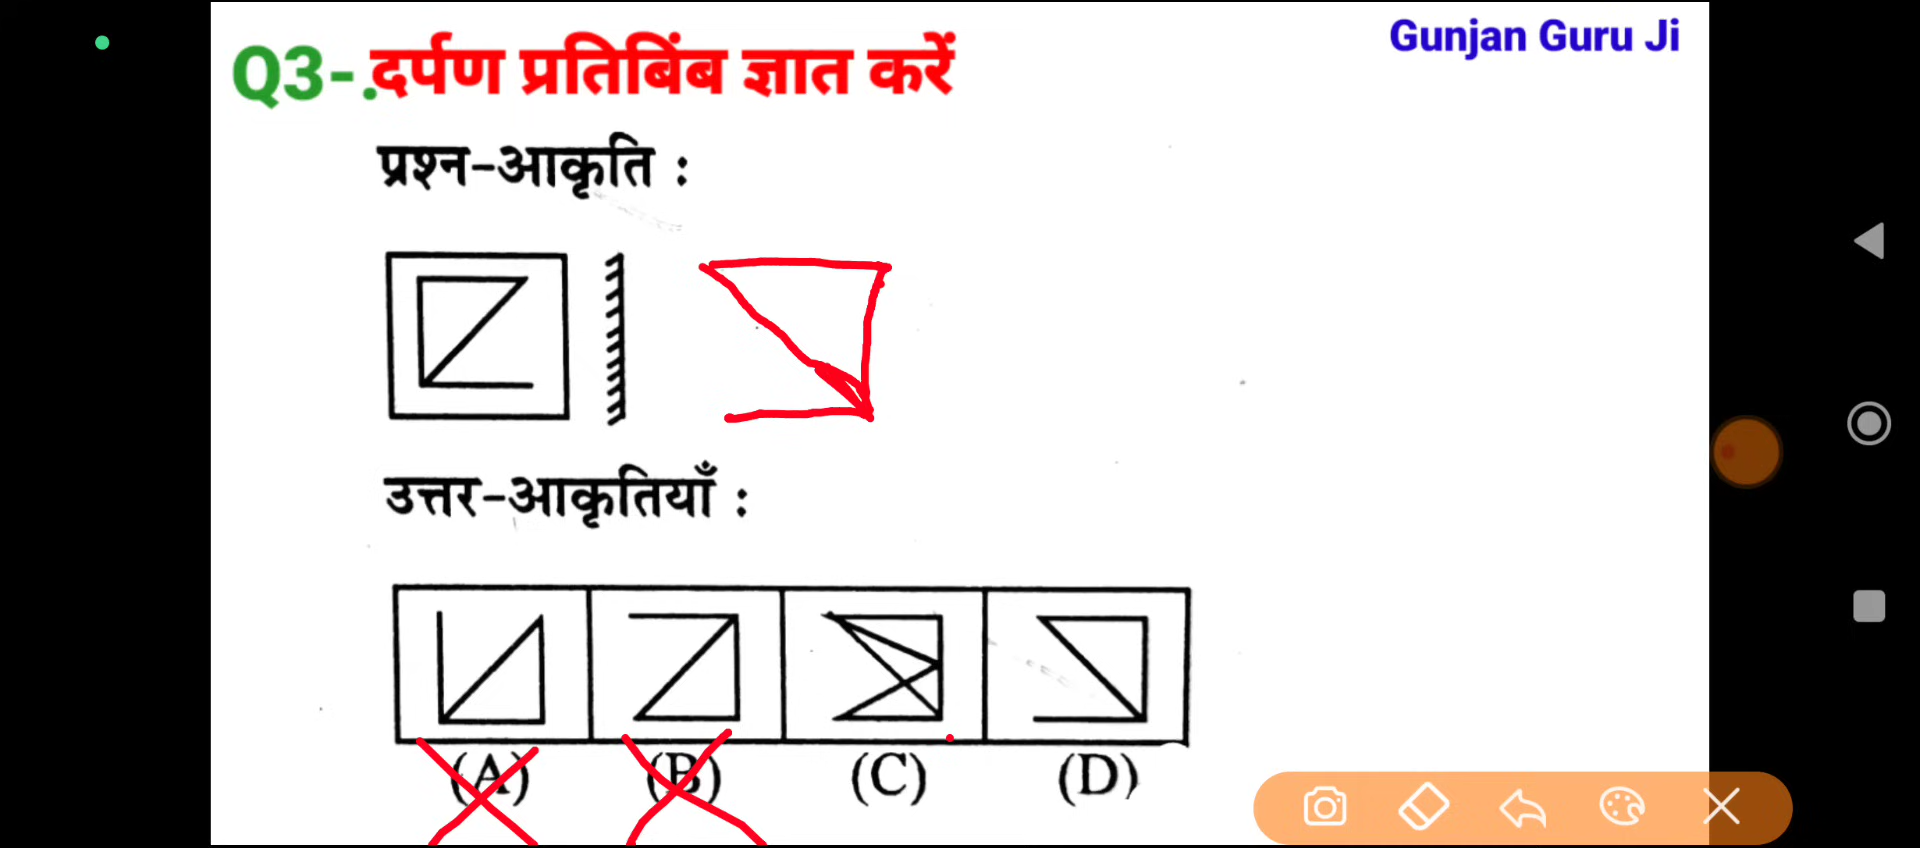 Gunjan Guru Ji
Q3-.दर्पण प्रतिबिंब ज्ञात करें
प्रश्न-आकृति :
उत्तर-आकृतियाँ :
(A) (B) (C) (D)